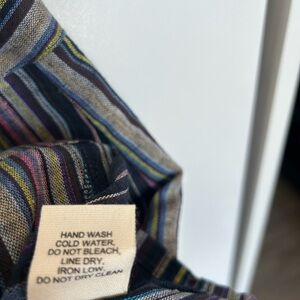 HAND WASH
COLD WATER,
DO NOT BLEACH,
LINE DRY,
IRON LOW.
DO NOT DRY CLEAN